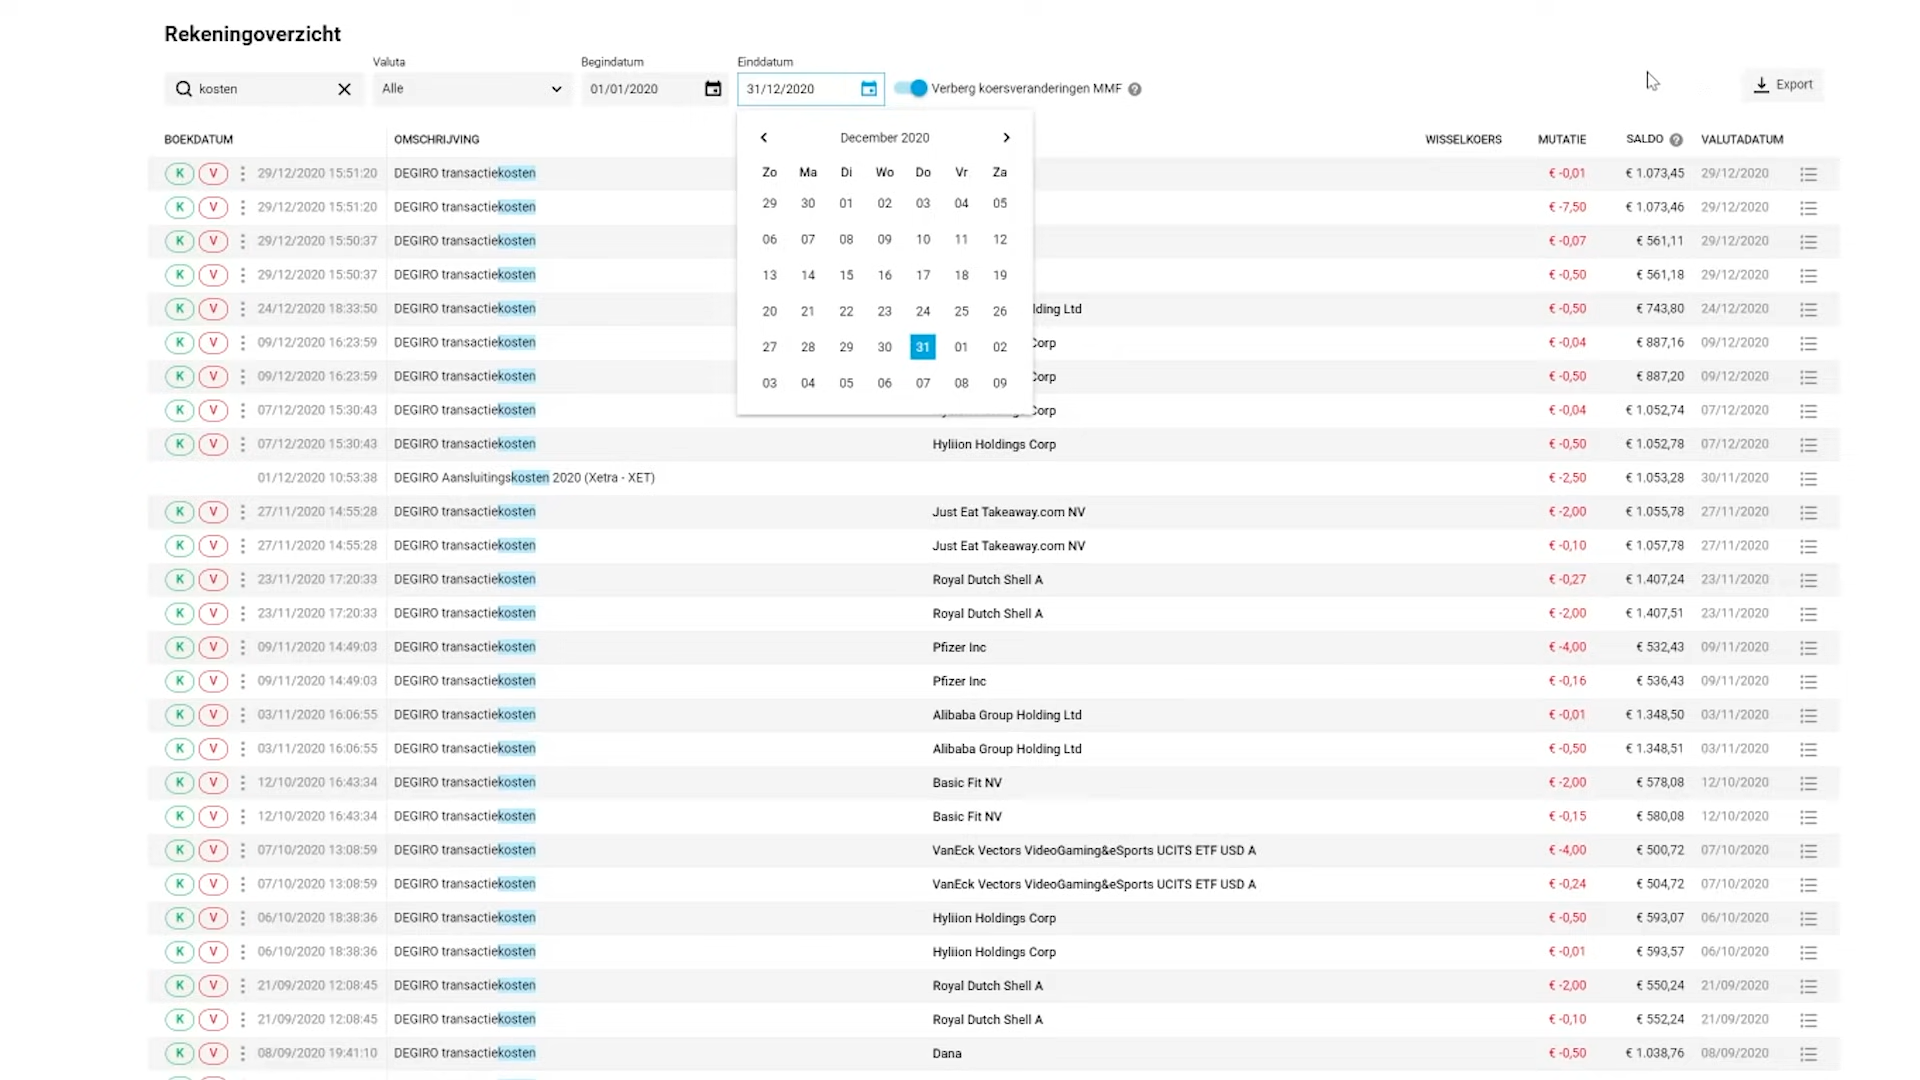 Rekeningoverzicht
Valuta Begindatum Einddatum
kosten Alle 01/01/2020 31/12/2020 Verberg koersveranderingen MMF ? Export
December 2020
Zo Ma Di Wo Do Vr Za
29 30 01 02 03 04 05
06 07 08 09 10 11 12
13 14 15 16 17 18 19
20 21 22 23 24 25 26
27 28 29 30 31 01 02
03 04 05 06 07 08 09
BOEKDATUM OMSCHRIJVING WISSELKOERS MUTATIE SALDO ? VALUTADATUM
K V 29/12/2020 15:51:20 DEGIRO transactiekosten € -0,01 € 1.073,45 29/12/2020
K V 29/12/2020 15:51:20 DEGIRO transactiekosten € -7,50 € 1.073,46 29/12/2020
K V 29/12/2020 15:50:37 DEGIRO transactiekosten € -0,07 € 561,11 29/12/2020
K V 29/12/2020 15:50:37 DEGIRO transactiekosten € -0,50 € 561,18 29/12/2020
K V 24/12/2020 18:33:50 DEGIRO transactiekosten lding Ltd € -0,50 € 743,80 24/12/2020
K V 09/12/2020 16:23:59 DEGIRO transactiekosten Corp € -0,04 € 887,16 09/12/2020
K V 09/12/2020 16:23:59 DEGIRO transactiekosten Corp € -0,50 € 887,20 09/12/2020
K V 07/12/2020 15:30:43 DEGIRO transactiekosten Corp € -0,04 € 1.052,74 07/12/2020
K V 07/12/2020 15:30:43 DEGIRO transactiekosten Hyliion Holdings Corp € -0,50 € 1.052,78 07/12/2020
01/12/2020 10:53:38 DEGIRO Aansluitingskosten 2020 (Xetra - XET) € -2,50 € 1.053,28 30/11/2020
K V 27/11/2020 14:55:28 DEGIRO transactiekosten Just Eat Takeaway.com NV € -2,00 € 1.055,78 27/11/2020
K V 27/11/2020 14:55:28 DEGIRO transactiekosten Just Eat Takeaway.com NV € -0,10 € 1.057,78 27/11/2020
K V 23/11/2020 17:20:33 DEGIRO transactiekosten Royal Dutch Shell A € -0,27 € 1.407,24 23/11/2020
K V 23/11/2020 17:20:33 DEGIRO transactiekosten Royal Dutch Shell A € -2,00 € 1.407,51 23/11/2020
K V 09/11/2020 14:49:03 DEGIRO transactiekosten Pfizer Inc € -4,00 € 532,43 09/11/2020
K V 09/11/2020 14:49:03 DEGIRO transactiekosten Pfizer Inc € -0,16 € 536,43 09/11/2020
K V 03/11/2020 16:06:55 DEGIRO transactiekosten Alibaba Group Holding Ltd € -0,01 € 1.348,50 03/11/2020
K V 03/11/2020 16:06:55 DEGIRO transactiekosten Alibaba Group Holding Ltd € -0,50 € 1.348,51 03/11/2020
K V 12/10/2020 16:43:34 DEGIRO transactiekosten Basic Fit NV € -2,00 € 578,08 12/10/2020
K V 12/10/2020 16:43:34 DEGIRO transactiekosten Basic Fit NV € -0,15 € 580,08 12/10/2020
K V 07/10/2020 13:08:59 DEGIRO transactiekosten VanEck Vectors VideoGaming&eSports UCITS ETF USD A € -4,00 € 500,72 07/10/2020
K V 07/10/2020 13:08:59 DEGIRO transactiekosten VanEck Vectors VideoGaming&eSports UCITS ETF USD A € -0,24 € 504,72 07/10/2020
K V 06/10/2020 18:38:36 DEGIRO transactiekosten Hyliion Holdings Corp € -0,50 € 593,07 06/10/2020
K V 06/10/2020 18:38:36 DEGIRO transactiekosten Hyliion Holdings Corp € -0,01 € 593,57 06/10/2020
K V 21/09/2020 12:08:45 DEGIRO transactiekosten Royal Dutch Shell A € -2,00 € 550,24 21/09/2020
K V 21/09/2020 12:08:45 DEGIRO transactiekosten Royal Dutch Shell A € -0,10 € 552,24 21/09/2020
K V 08/09/2020 19:41:10 DEGIRO transactiekosten Dana € -0,50 € 1.038,76 08/09/2020